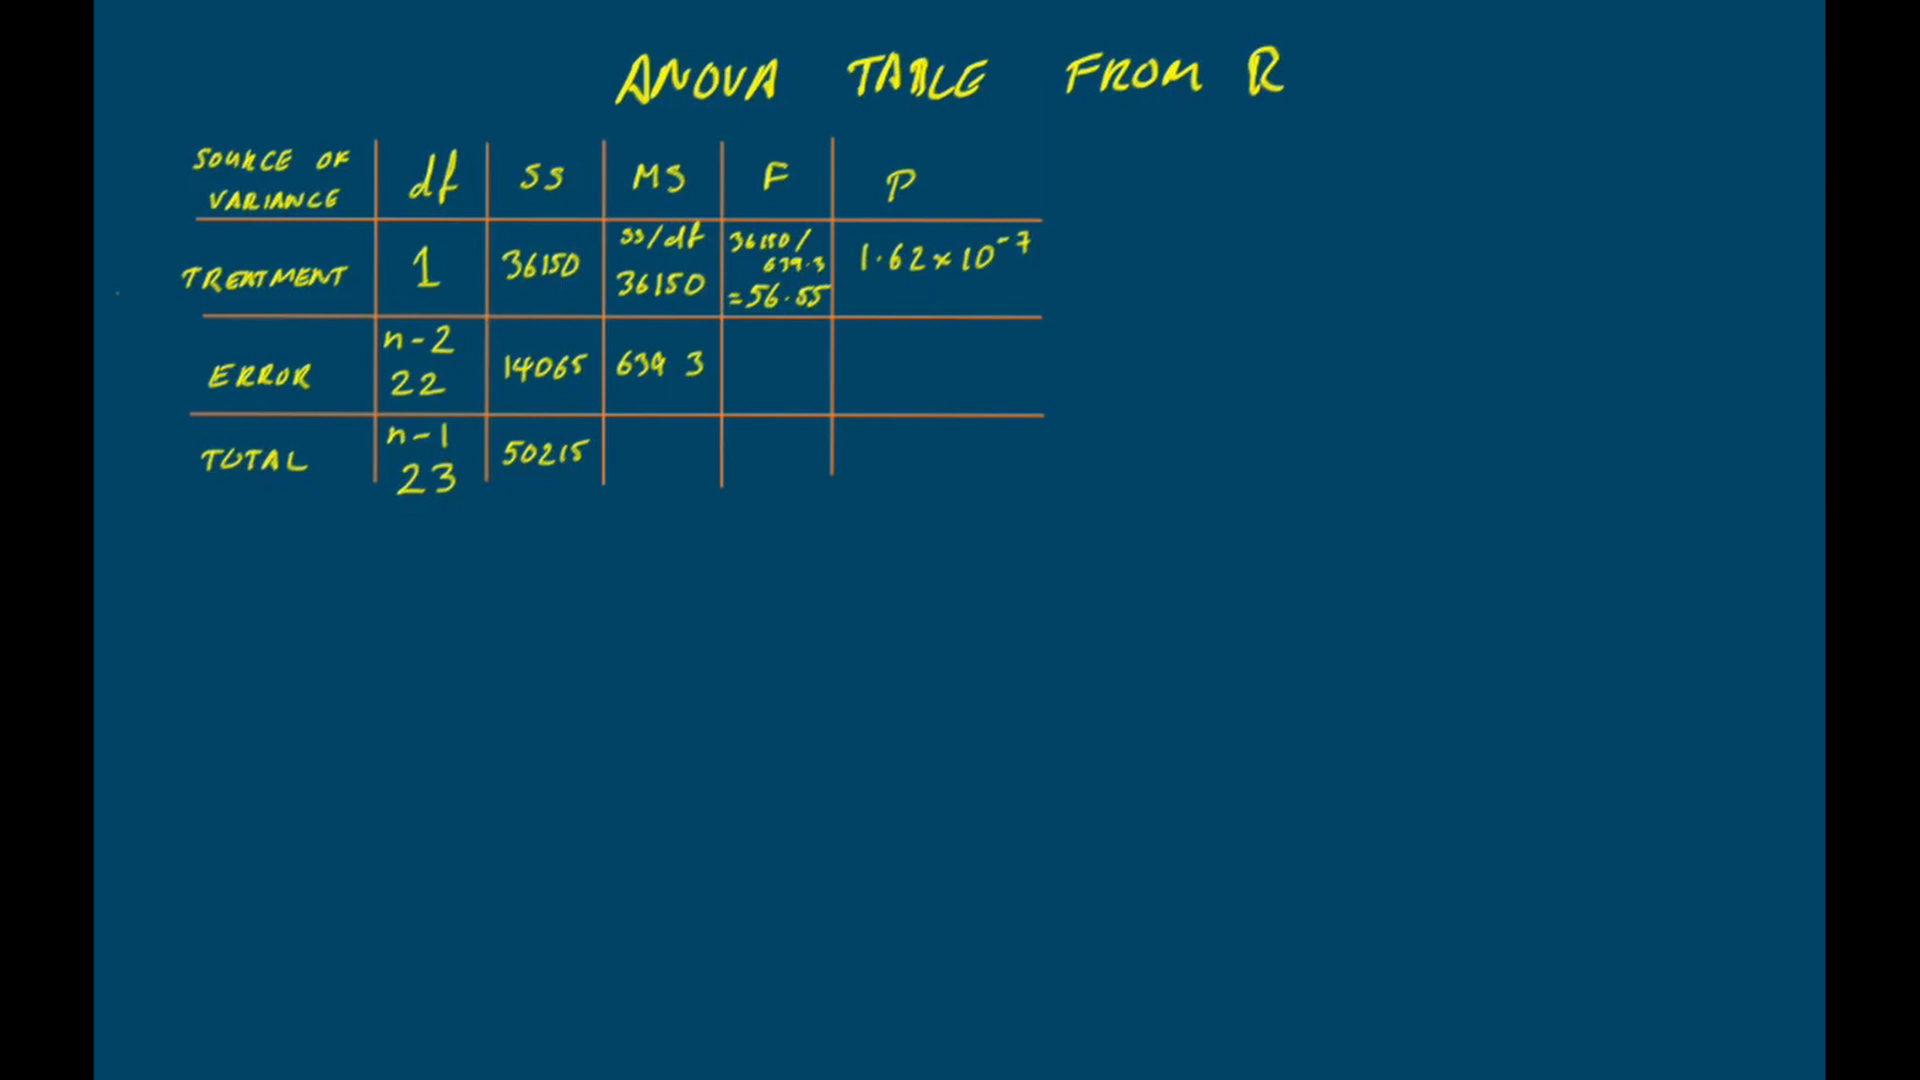 ANOVA TABLE FROM R
SOURCE OF VARIANCE df SS MS F P
TREATMENT 1 36150 SS/df 36150 36150/639.3 =56.55 1.62×10⁻⁷
ERROR n-2 22 14065 639 3
TOTAL n-1 23 50215